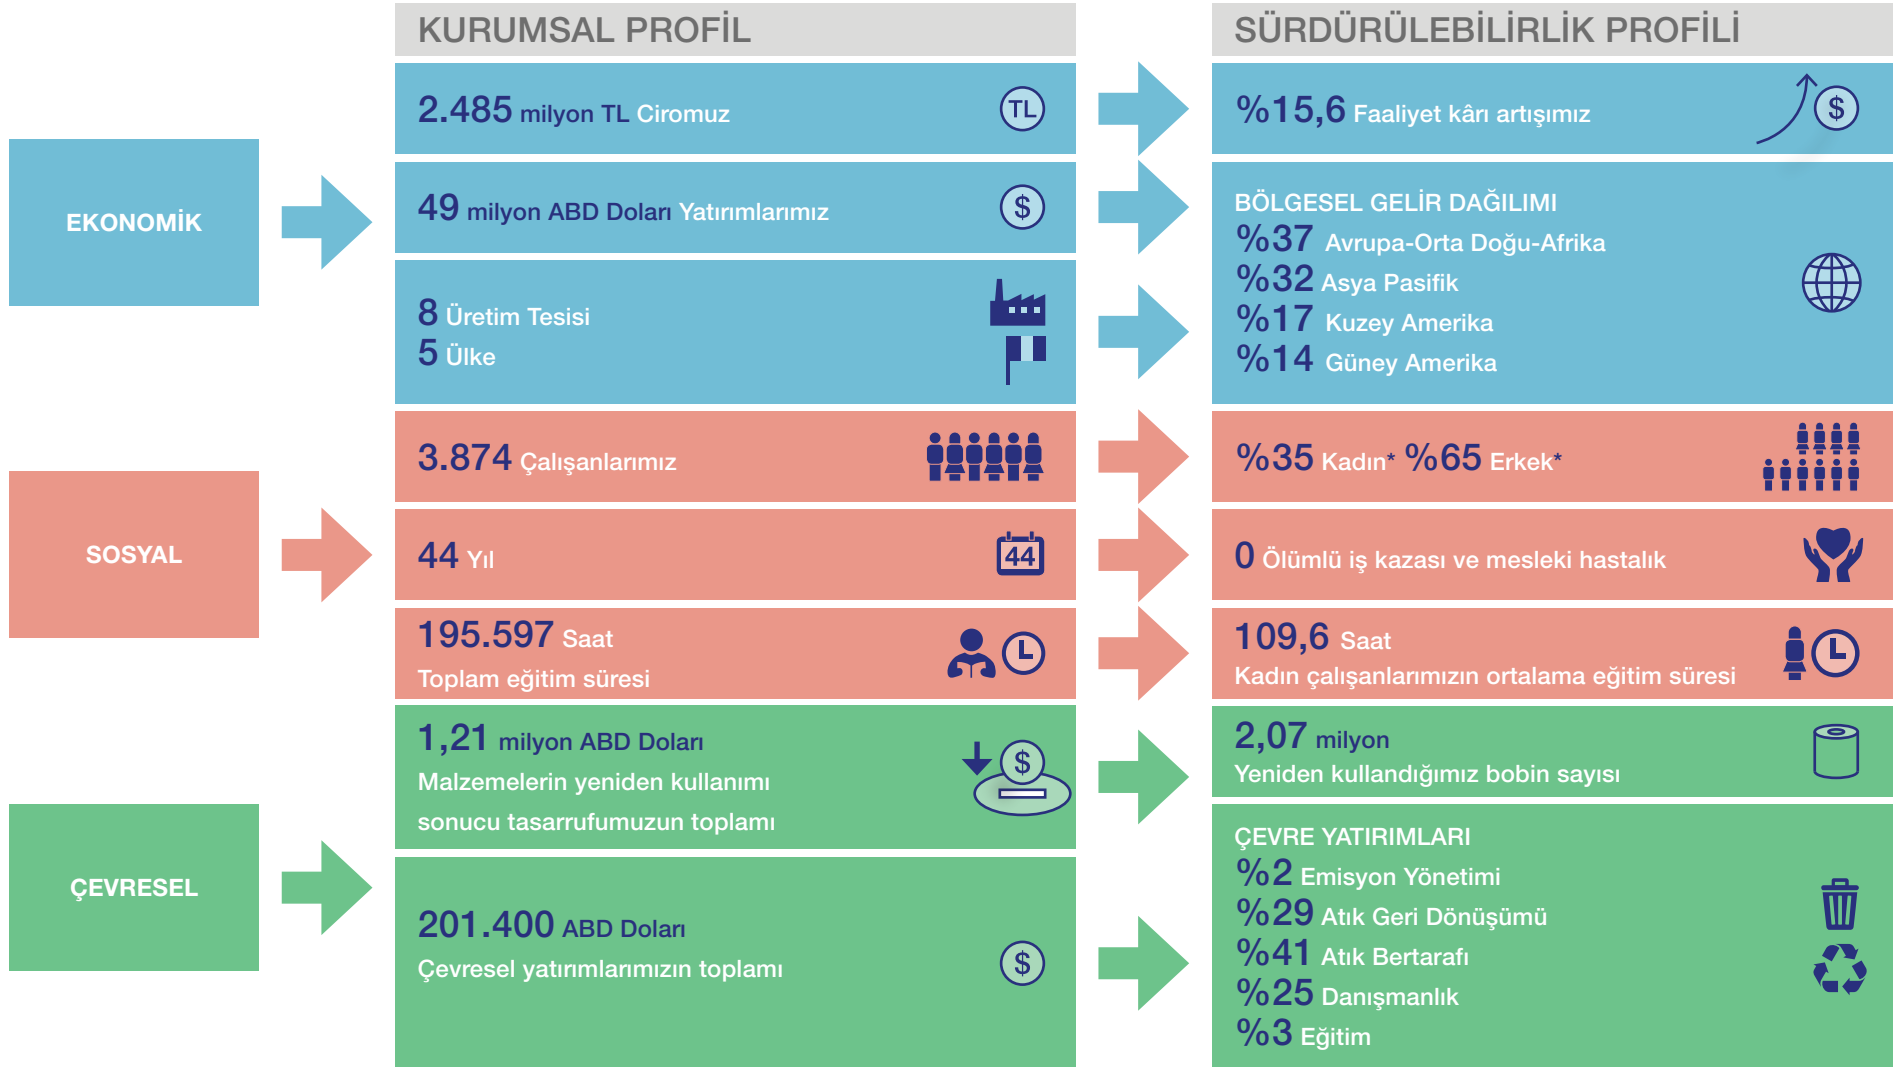 KURUMSAL PROFİL
SÜRDÜRÜLEBİLİRLİK PROFİLİ
EKONOMİK
2.485 milyon TL Ciromuz
TL
%15,6 Faaliyet kârı artışımız
$
49 milyon ABD Doları Yatırımlarımız
$
8 Üretim Tesisi
5 Ülke
BÖLGESEL GELİR DAĞILIMI
%37 Avrupa-Orta Doğu-Afrika
%32 Asya Pasifik
%17 Kuzey Amerika
%14 Güney Amerika
SOSYAL
3.874 Çalışanlarımız
%35 Kadın* %65 Erkek*
44 Yıl
44
0 Ölümlü iş kazası ve mesleki hastalık
195.597 Saat
Toplam eğitim süresi
109,6 Saat
Kadın çalışanlarımızın ortalama eğitim süresi
ÇEVRESEL
1,21 milyon ABD Doları
Malzemelerin yeniden kullanımı
sonucu tasarrufumuzun toplamı
$
2,07 milyon
Yeniden kullandığımız bobin sayısı
201.400 ABD Doları
Çevresel yatırımlarımızın toplamı
$
ÇEVRE YATIRIMLARI
%2 Emisyon Yönetimi
%29 Atık Geri Dönüşümü
%41 Atık Bertarafı
%25 Danışmanlık
%3 Eğitim